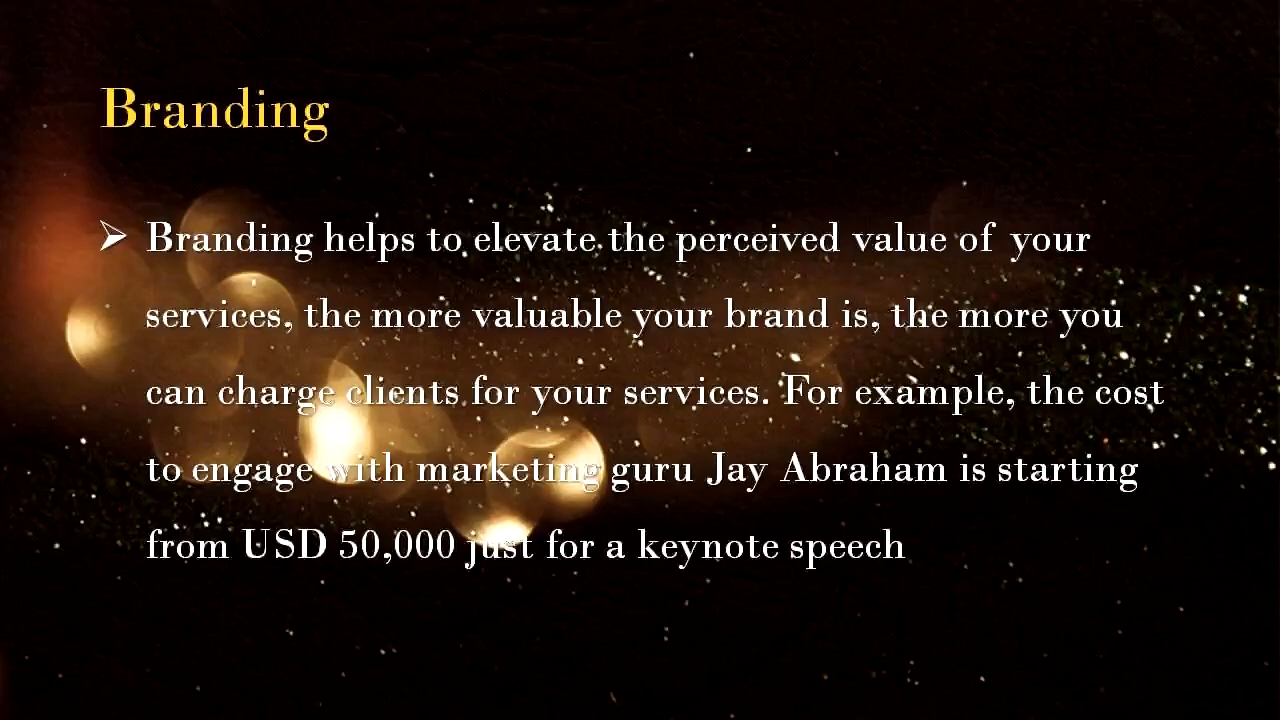 Branding
Branding helps to elevate the perceived value of your
services, the more valuable your brand is, the more you
can charge clients for your services. For example, the cost
to engage with marketing guru Jay Abraham is starting
from USD 50,000 just for a keynote speech